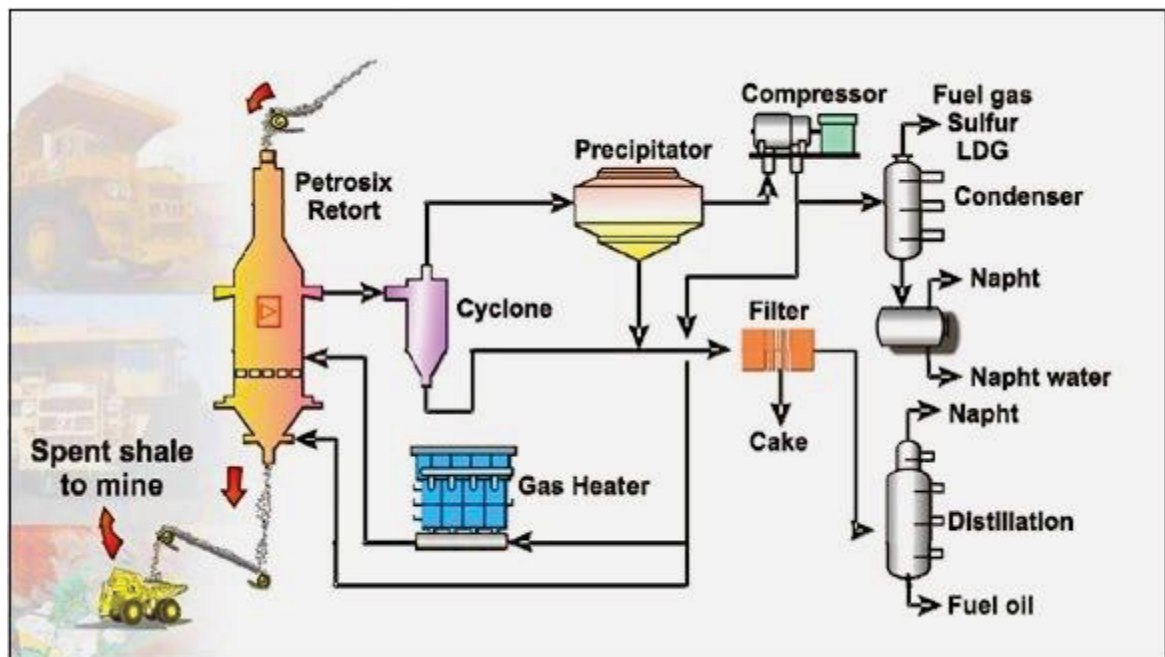 Petrosix
Retort
Cyclone
Precipitator
Compressor
Fuel gas
Sulfur
LDG
Condenser
Napht
Napht water
Filter
Cake
Gas Heater
Napht
Distillation
Fuel oil
Spent shale
to mine